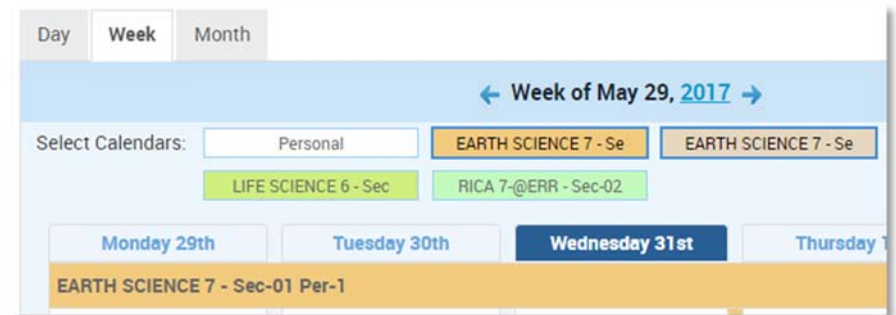 Day Week Month
← Week of May 29, 2017 →
Select Calendars: Personal EARTH SCIENCE 7 - Se EARTH SCIENCE 7 - Se
LIFE SCIENCE 6 - Sec RICA 7-@ERR - Sec-02
Monday 29th Tuesday 30th Wednesday 31st Thursday 1
EARTH SCIENCE 7 - Sec-01 Per-1